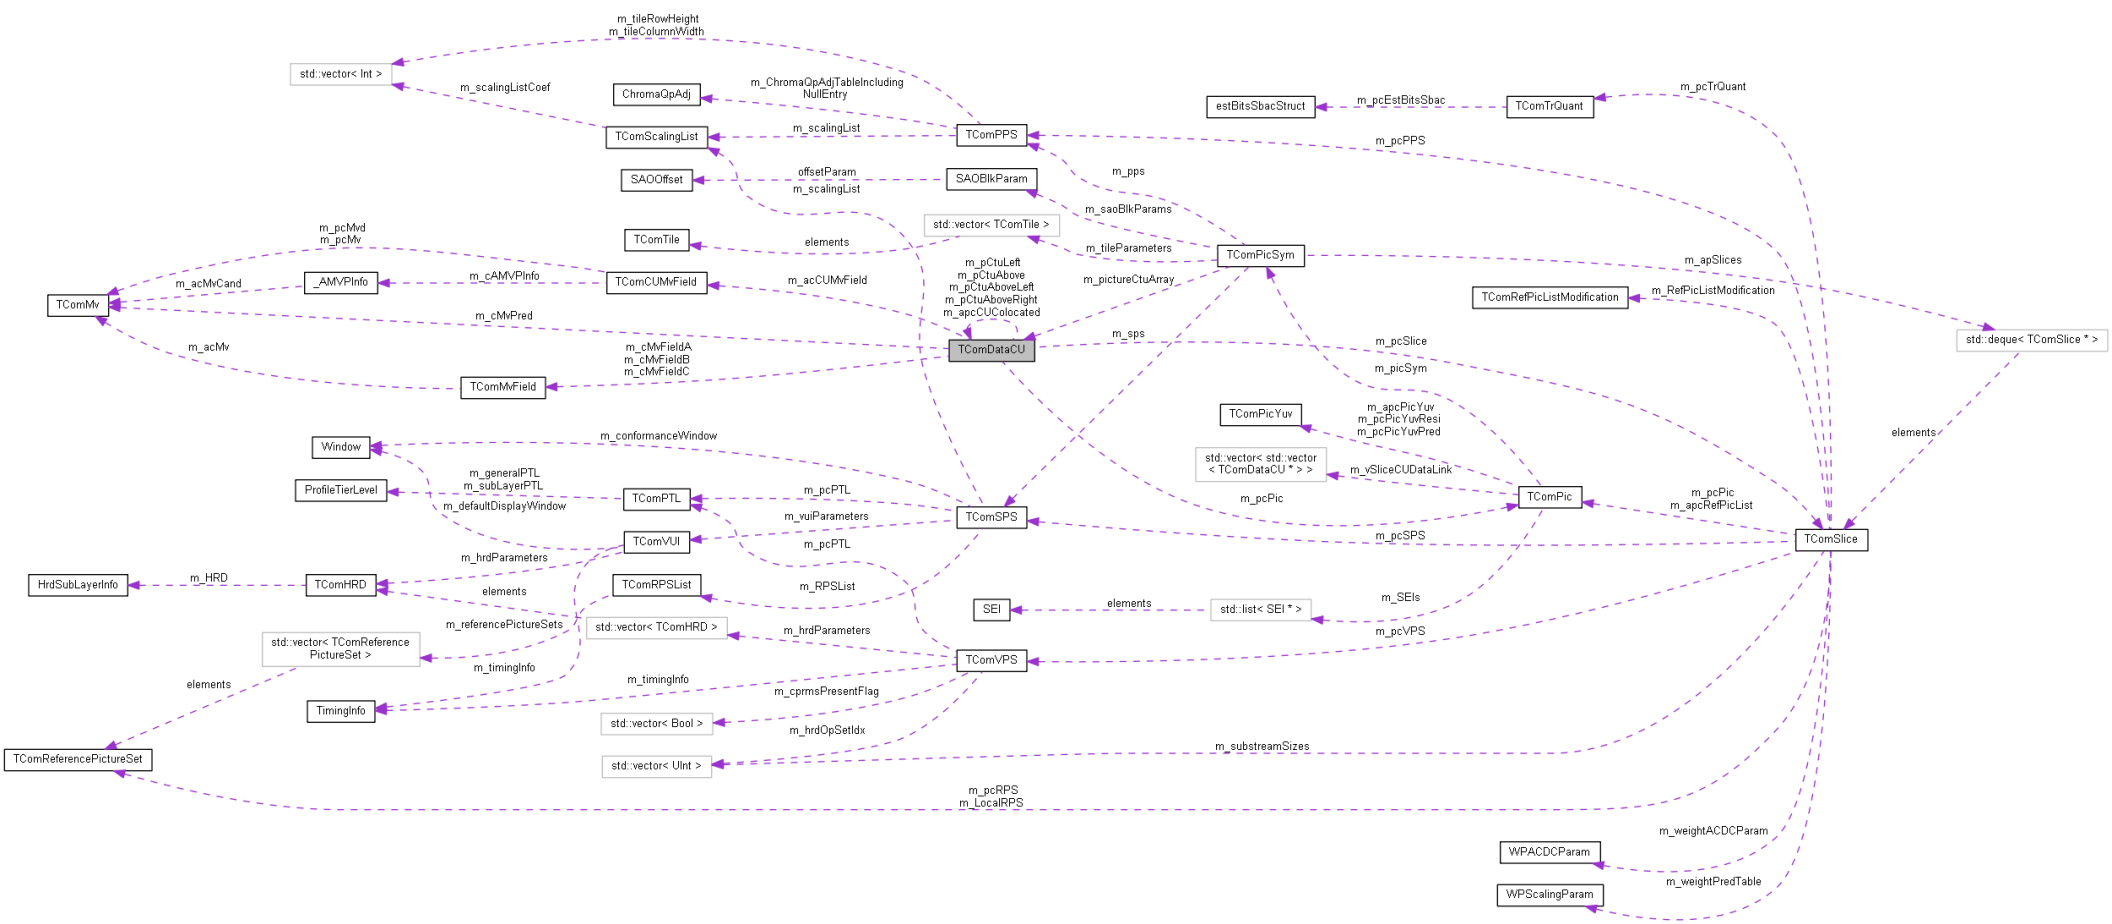 m_tileRowHeight
m_tileColumnWidth
std::vector< Int >
m_scalingListCoef
ChromaQpAdj
m_ChromaQpAdjTableIncluding
NullEntry
TComScalingList
m_scalingList
TComPPS
estBitsSbacStruct
m_pcEstBitsSbac
TComTrQuant
m_pcTrQuant
m_pcPPS
SAOOffset
offsetParam
m_scalingList
SAOBlkParam
m_pps
m_saoBlkParams
std::vector< TComTile >
TComTile
elements
m_tileParameters
TComPicSym
m_apSlices
m_pcMvd
m_pcMv
m_acMvCand
_AMVPInfo
m_cAMVPInfo
TComCUMvField
m_acCUMvField
m_pCtuLeft
m_pCtuAbove
m_pCtuAboveLeft
m_pCtuAboveRight
m_apcCUColocated
m_pictureCtuArray
TComRefPicListModification
m_RefPicListModification
TComMv
m_cMvPred
TComDataCU
m_sps
m_pcSlice
m_picSym
std::deque< TComSlice * >
m_acMv
m_cMvFieldA
m_cMvFieldB
m_cMvFieldC
TComMvField
TComPicYuv
m_apcPicYuv
m_pcPicYuvResi
m_pcPicYuvPred
elements
Window
m_conformanceWindow
std::vector< std::vector
< TComDataCU * > >
m_vSliceCUDataLink
ProfileTierLevel
m_generalPTL
m_subLayerPTL
m_defaultDisplayWindow
TComPTL
m_pcPTL
m_pcPic
TComPic
m_pcPic
m_apcRefPicList
m_vuiParameters
TComSPS
m_pcSPS
TComSlice
TComVUI
m_pcPTL
m_hrdParameters
HrdSubLayerInfo
m_HRD
TComHRD
elements
TComRPSList
m_RPSList
SEI
elements
std::list< SEI * >
m_SEIs
m_referencePictureSets
std::vector< TComHRD >
m_hrdParameters
m_pcVPS
std::vector< TComReference
PictureSet >
m_timingInfo
TComVPS
elements
m_timingInfo
m_cprmsPresentFlag
TimingInfo
std::vector< Bool >
m_hrdOpSetIdx
m_substreamSizes
TComReferencePictureSet
std::vector< UInt >
m_pcRPS
m_LocalRPS
m_weightACDCParam
WPACDCParam
m_weightPredTable
WPScalingParam